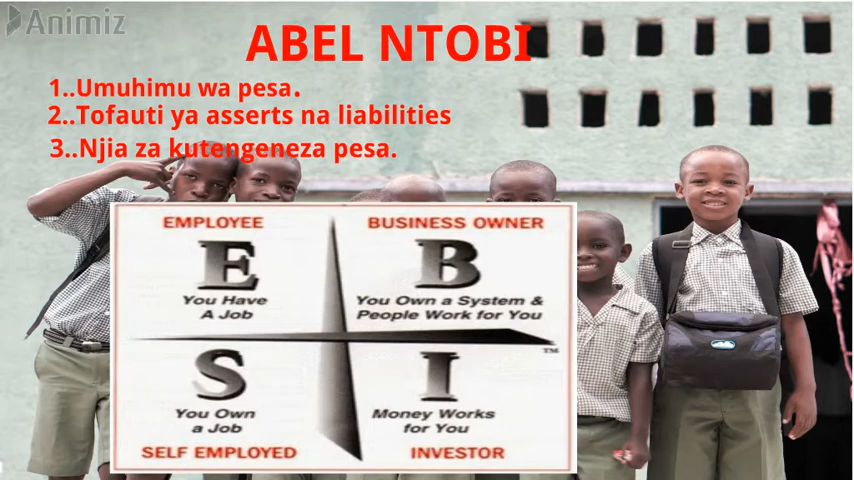 Animiz
ABEL NTOBI
1..Umuhimu wa pesa.
2..Tofauti ya asserts na liabilities
3..Njia za kutengeneza pesa.
EMPLOYEE
E
You Have
A Job
BUSINESS OWNER
B
You Own a System &
People Work for You
S
You Own
a Job
SELF EMPLOYED
I
TM
Money Works
for You
INVESTOR